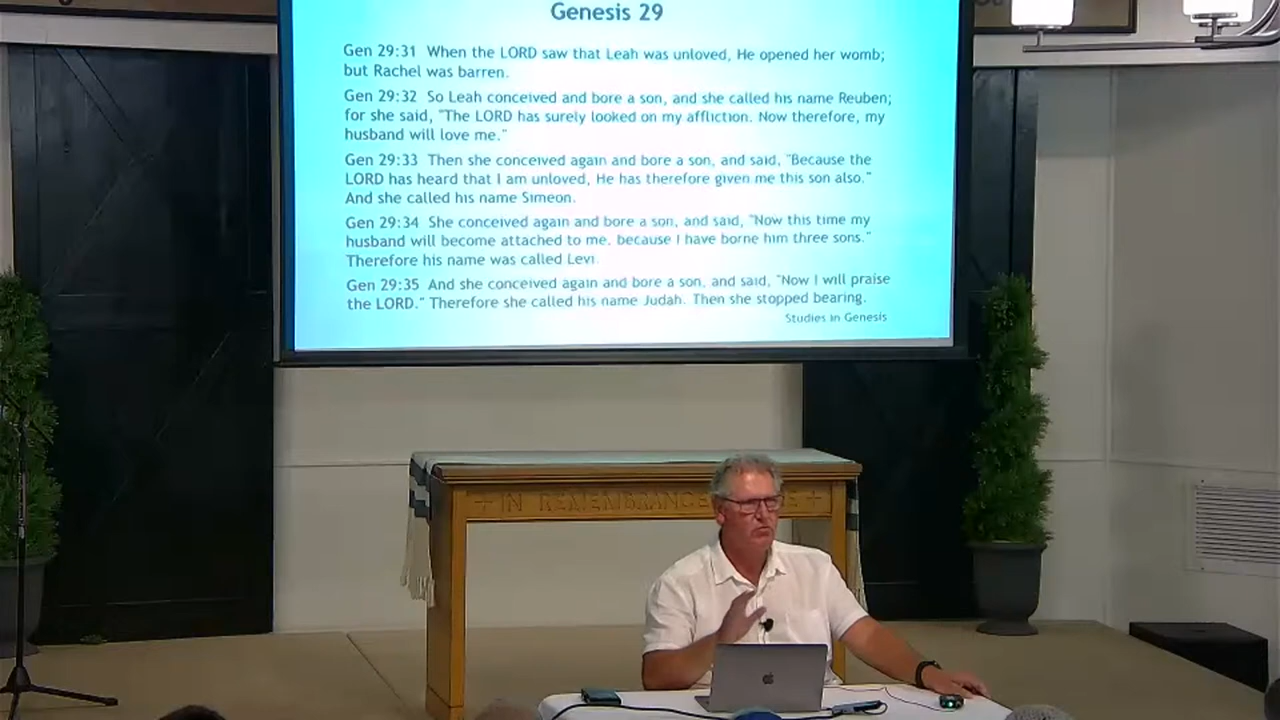 Genesis 29
Gen 29:31 When the LORD saw that Leah was unloved, He opened her womb;
but Rachel was barren.
Gen 29:32 So Leah conceived and bore a son, and she called his name Reuben;
for she said, "The LORD has surely looked on my affliction. Now therefore, my
husband will love me."
Gen 29:33 Then she conceived again and bore a son, and said, "Because the
LORD has heard that I am unloved, He has therefore given me this son also."
And she called his name Simeon.
Gen 29:34 She conceived again and bore a son, and said, "Now this time my
husband will become attached to me, because I have borne him three sons."
Therefore his name was called Levi.
Gen 29:35 And she conceived again and bore a son, and said, "Now I will praise
the LORD." Therefore she called his name Judah. Then she stopped bearing.
Studies in Genesis
IN REMEMBRANCE